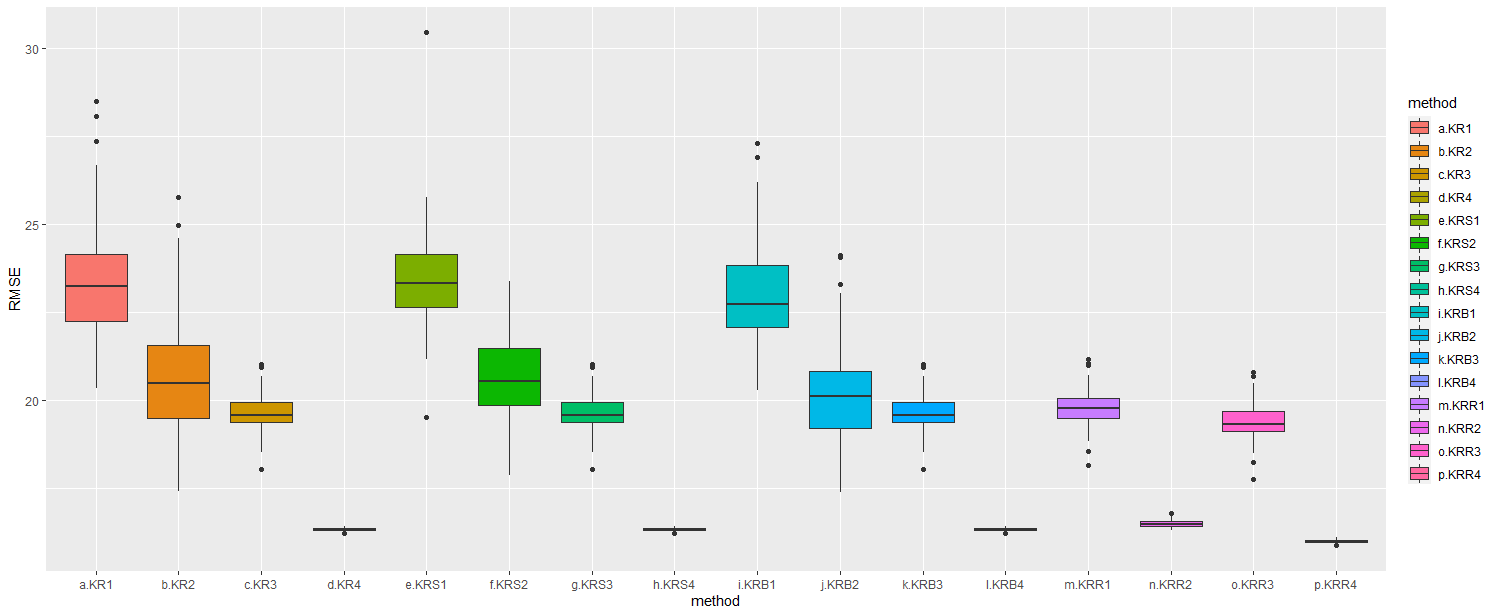 30
25
20
RMSE
a.KR1 b.KR2 c.KR3 d.KR4 e.KRS1 f.KRS2 g.KRS3 h.KRS4 i.KRB1 j.KRB2 k.KRB3 l.KRB4 m.KRR1 n.KRR2 o.KRR3 p.KRR4
method
method
a.KR1
b.KR2
c.KR3
d.KR4
e.KRS1
f.KRS2
g.KRS3
h.KRS4
i.KRB1
j.KRB2
k.KRB3
l.KRB4
m.KRR1
n.KRR2
o.KRR3
p.KRR4